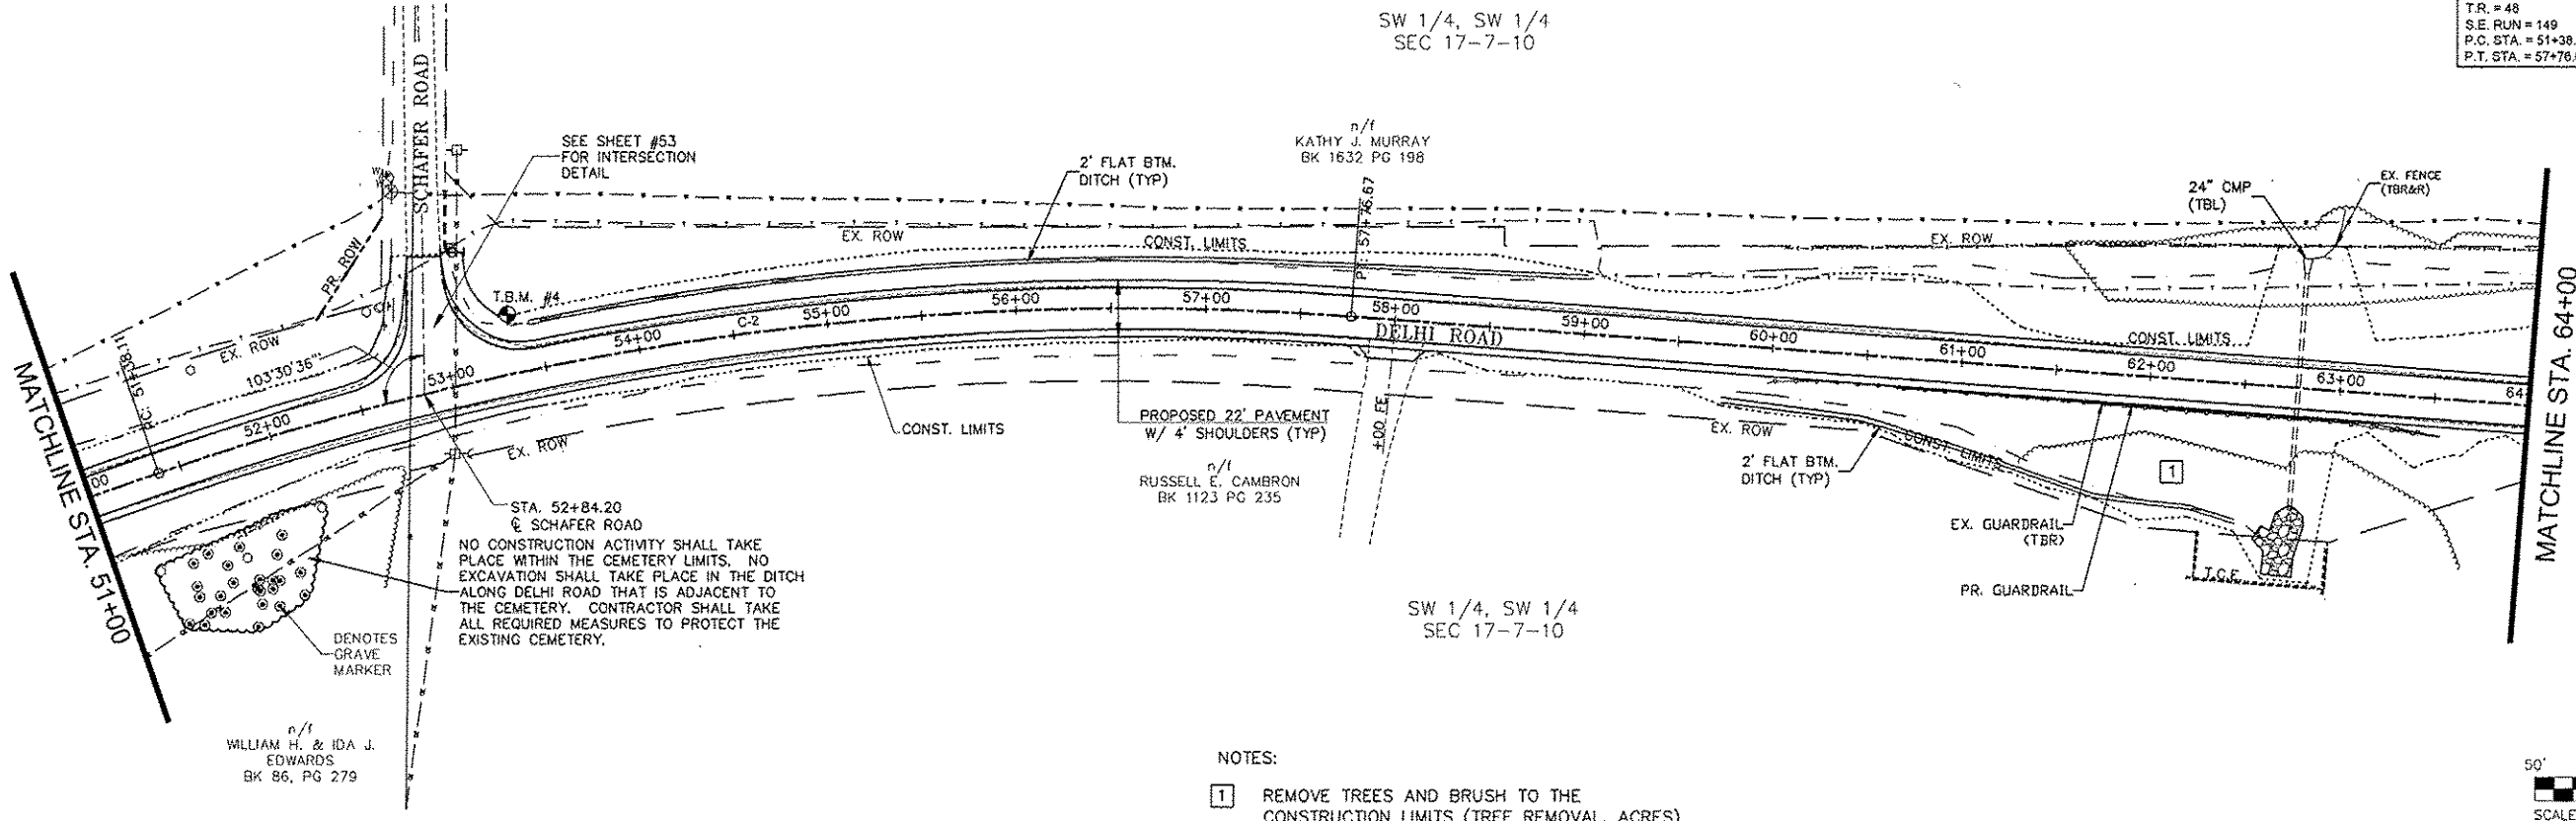 SW 1/4, SW 1/4
SEC 17-7-10
T.R. = 48
S.E. RUN = 149
P.C. STA. = 51+38.
P.T. STA. = 57+76.
SCHAFER ROAD
SEE SHEET #53
FOR INTERSECTION
DETAIL
2' FLAT BTM.
DITCH (TYP)
n/f
KATHY J. MURRAY
BK 1632 PG 198
24" CMP
(TBL)
EX. FENCE
(TBR&R)
PR. ROW
EX. ROW
CONST. LIMITS
EX. ROW
P.T. 57+76.67
T.B.M. #4
EX. ROW
103°30'36"
P.C. 51+38.11
MATCHLINE STA. 51+00
00
52+00
53+00
54+00
C-2
55+00
56+00
57+00
58+00
DELHI ROAD
59+00
60+00
61+00
62+00
63+00
64
CONST. LIMITS
MATCHLINE STA. 64+00
EX. ROW
CONST. LIMITS
PROPOSED 22' PAVEMENT
W/ 4' SHOULDERS (TYP)
+00 FE
n/f
RUSSELL E. CAMBRON
BK 1123 PG 235
EX. ROW
CONST. LIMITS
2' FLAT BTM.
DITCH (TYP)
1
EX. GUARDRAIL
(TBR)
PR. GUARDRAIL
T.C.E.
STA. 52+84.20
℄ SCHAFER ROAD
NO CONSTRUCTION ACTIVITY SHALL TAKE
PLACE WITHIN THE CEMETERY LIMITS. NO
EXCAVATION SHALL TAKE PLACE IN THE DITCH
ALONG DELHI ROAD THAT IS ADJACENT TO
THE CEMETERY. CONTRACTOR SHALL TAKE
ALL REQUIRED MEASURES TO PROTECT THE
EXISTING CEMETERY.
DENOTES
GRAVE
MARKER
SW 1/4, SW 1/4
SEC 17-7-10
n/f
WILLIAM H. & IDA J.
EDWARDS
BK 86, PG 279
NOTES:
1 REMOVE TREES AND BRUSH TO THE
CONSTRUCTION LIMITS (TREE REMOVAL, ACRES)
50'
SCALE